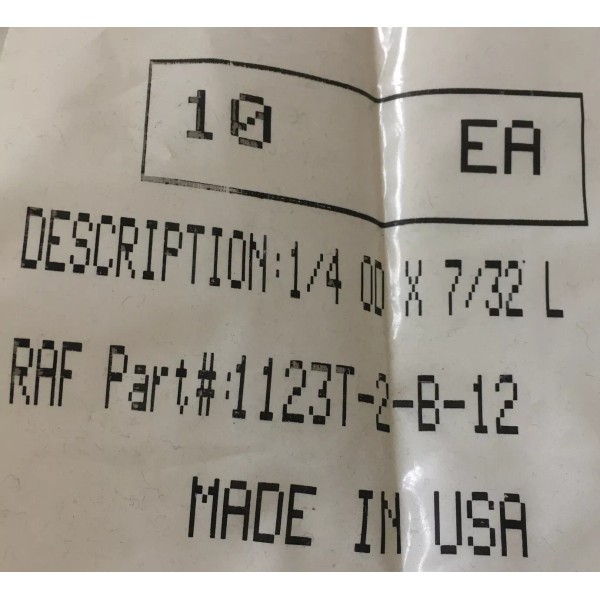 10 EA
DESCRIPTION:1/4 OD X 7/32 L
RAF Part#:1123T-2-B-12
MADE IN USA